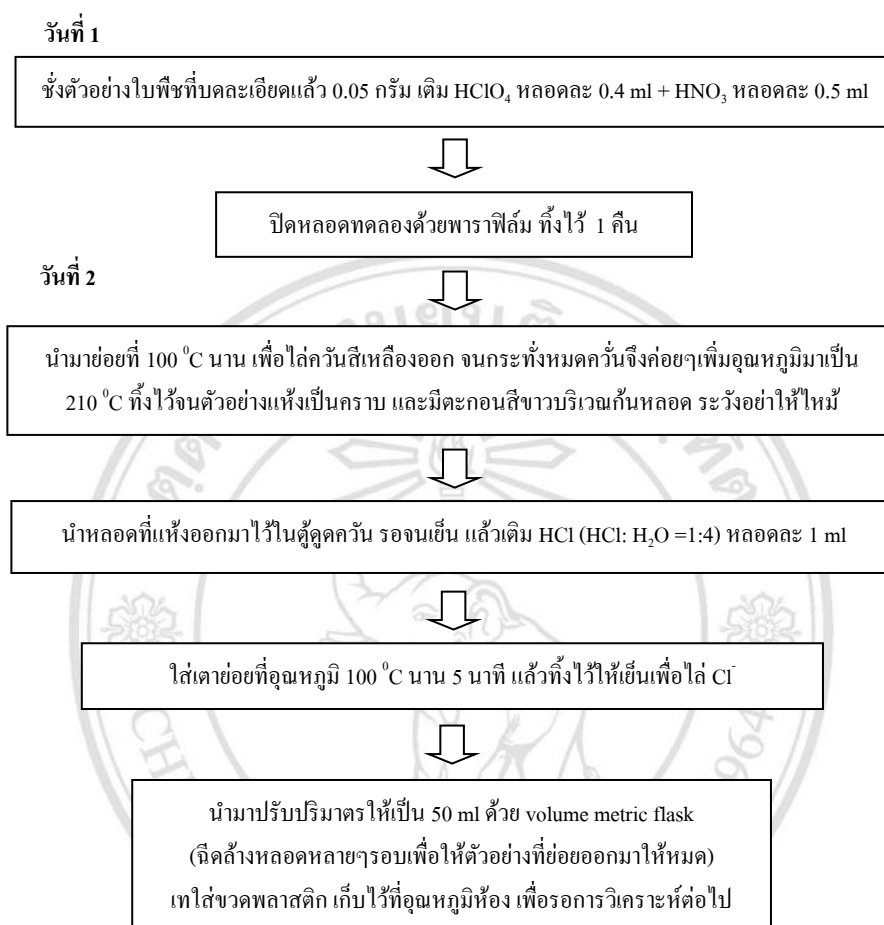 วันที่ 1
ชั่งตัวอย่างใบพืชที่บดละเอียดแล้ว 0.05 กรัม เติม HClO₄ หลอดละ 0.4 ml + HNO₃ หลอดละ 0.5 ml
ปิดหลอดทดลองด้วยพาราฟิล์ม ทิ้งไว้ 1 คืน
วันที่ 2
นำมาย่อยที่ 100 ⁰C นาน เพื่อไล่ควันสีเหลืองออก จนกระทั่งหมดควั่นจึงค่อยๆเพิ่มอุณหภูมิมาเป็น
210 ⁰C ทิ้งไว้จนตัวอย่างแห้งเป็นคราบ และมีตะกอนสีขาวบริเวณก้นหลอด ระวังอย่าให้ไหม้
นำหลอดที่แห้งออกมาไว้ในตู้ดูดควัน รอจนเย็น แล้วเติม HCl (HCl: H₂O =1:4) หลอดละ 1 ml
ใส่เตาย่อยที่อุณหภูมิ 100 ⁰C นาน 5 นาที แล้วทิ้งไว้ให้เย็นเพื่อไล่ Cl⁻
นำมาปรับปริมาตรให้เป็น 50 ml ด้วย volume metric flask
(ฉีดล้างหลอดหลายๆรอบเพื่อให้ตัวอย่างที่ย่อยออกมาให้หมด)
เทใส่ขวดพลาสติก เก็บไว้ที่อุณหภูมิห้อง เพื่อรอการวิเคราะห์ต่อไป